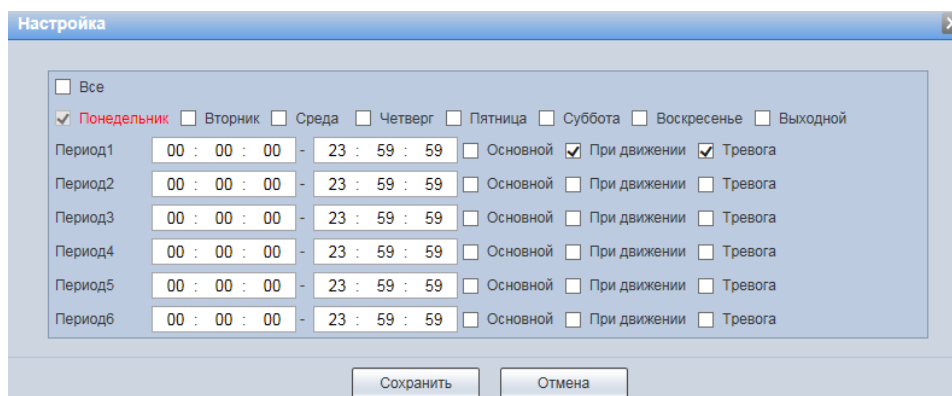 Настройка
Все
Понедельник Вторник Среда Четверг Пятница Суббота Воскресенье Выходной
Период1 00 : 00 : 00 - 23 : 59 : 59 Основной При движении Тревога
Период2 00 : 00 : 00 - 23 : 59 : 59 Основной При движении Тревога
Период3 00 : 00 : 00 - 23 : 59 : 59 Основной При движении Тревога
Период4 00 : 00 : 00 - 23 : 59 : 59 Основной При движении Тревога
Период5 00 : 00 : 00 - 23 : 59 : 59 Основной При движении Тревога
Период6 00 : 00 : 00 - 23 : 59 : 59 Основной При движении Тревога
Сохранить Отмена